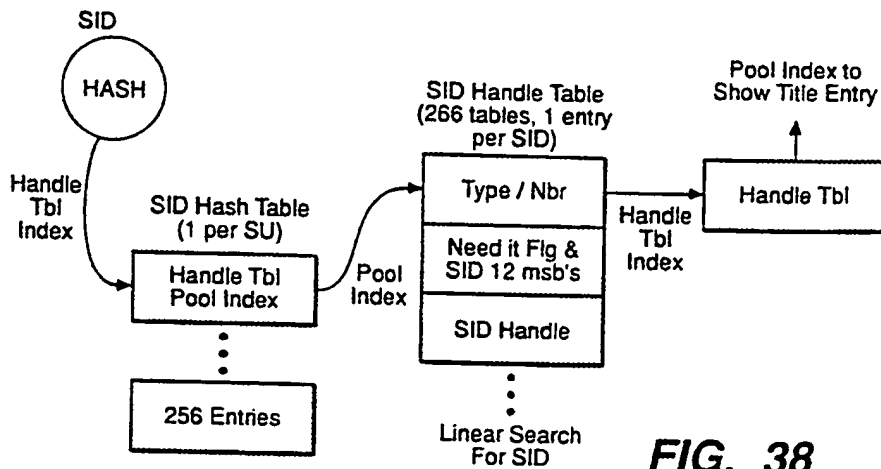 SID
HASH
Handle
Tbl
Index
SID Hash Table
(1 per SU)
Handle Tbl
Pool Index
256 Entries
Pool
Index
SID Handle Table
(266 tables, 1 entry
per SID)
Type / Nbr
Need it Flg &
SID 12 msb's
SID Handle
Linear Search
For SID
Handle
Tbl
Index
Pool Index to
Show Title Entry
Handle Tbl
FIG. 38